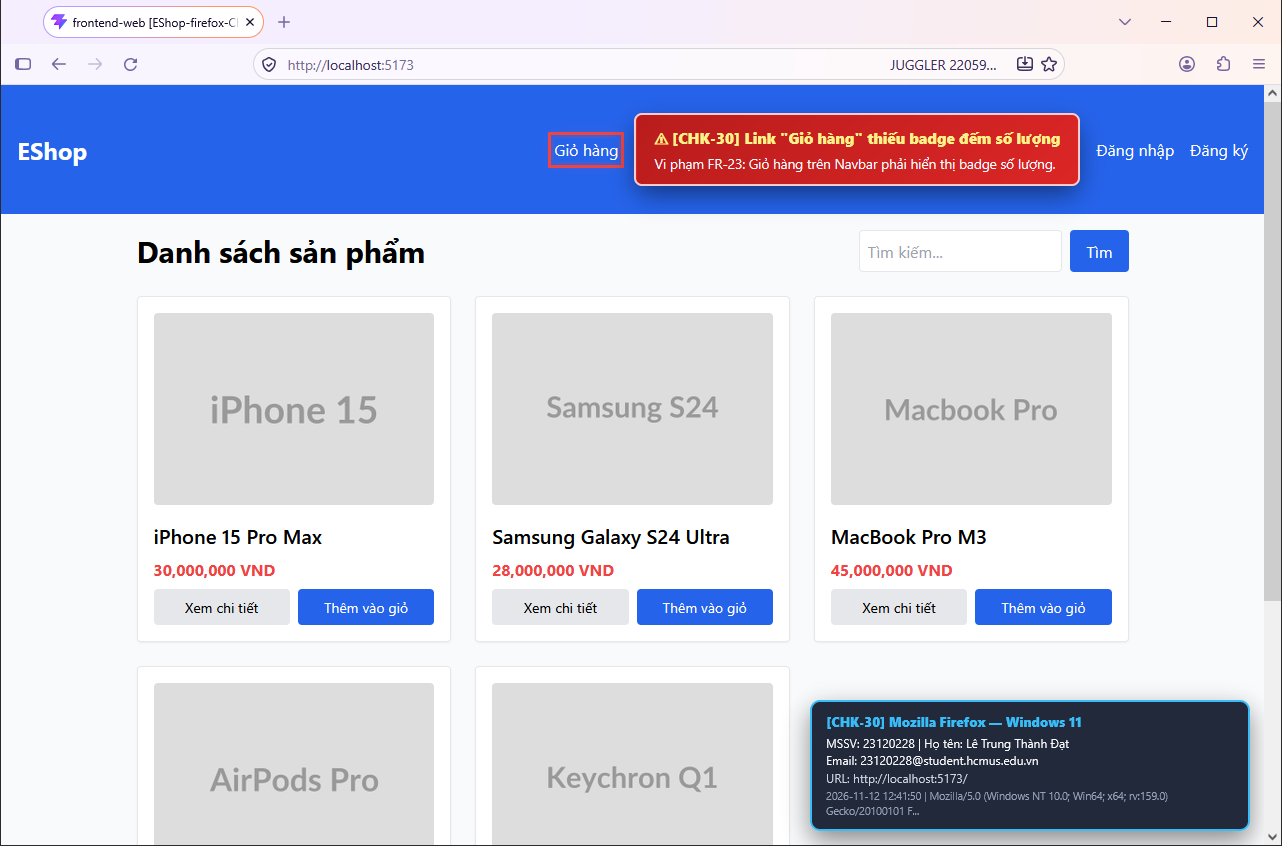 frontend-web [EShop-firefox-Cl
http://localhost:5173
JUGGLER 22059...
EShop
Giỏ hàng
⚠ [CHK-30] Link "Giỏ hàng" thiếu badge đếm số lượng
Vi phạm FR-23: Giỏ hàng trên Navbar phải hiển thị badge số lượng.
Đăng nhập
Đăng ký
Danh sách sản phẩm
Tìm kiếm...
Tìm
iPhone 15
Samsung S24
Macbook Pro
iPhone 15 Pro Max
Samsung Galaxy S24 Ultra
MacBook Pro M3
30,000,000 VND
28,000,000 VND
45,000,000 VND
Xem chi tiết
Thêm vào giỏ
Xem chi tiết
Thêm vào giỏ
Xem chi tiết
Thêm vào giỏ
AirPods Pro
Keychron Q1
[CHK-30] Mozilla Firefox — Windows 11
MSSV: 23120228 | Họ tên: Lê Trung Thành Đạt
Email: 23120228@student.hcmus.edu.vn
URL: http://localhost:5173/
2026-11-12 12:41:50 | Mozilla/5.0 (Windows NT 10.0; Win64; x64; rv:159.0)
Gecko/20100101 F...